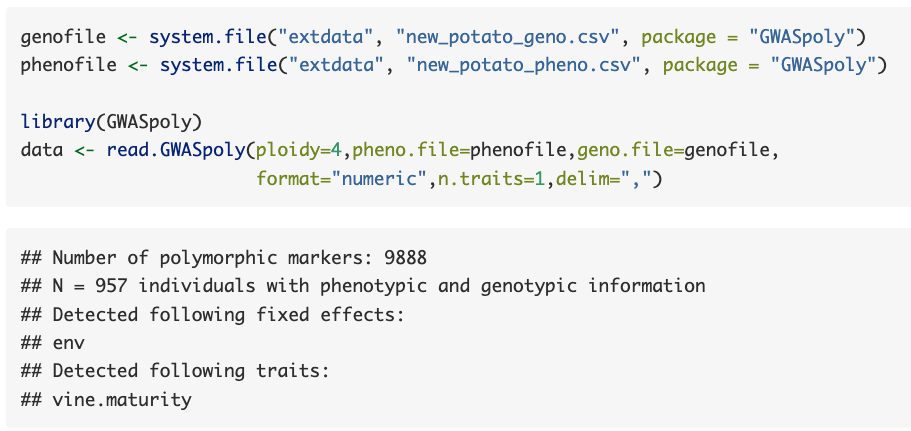 genofile <- system.file("extdata", "new_potato_geno.csv", package = "GWASpoly")
phenofile <- system.file("extdata", "new_potato_pheno.csv", package = "GWASpoly")

library(GWASpoly)
data <- read.GWASpoly(ploidy=4,pheno.file=phenofile,geno.file=genofile,
                      format="numeric",n.traits=1,delim=",")

## Number of polymorphic markers: 9888
## N = 957 individuals with phenotypic and genotypic information
## Detected following fixed effects:
## env
## Detected following traits:
## vine.maturity